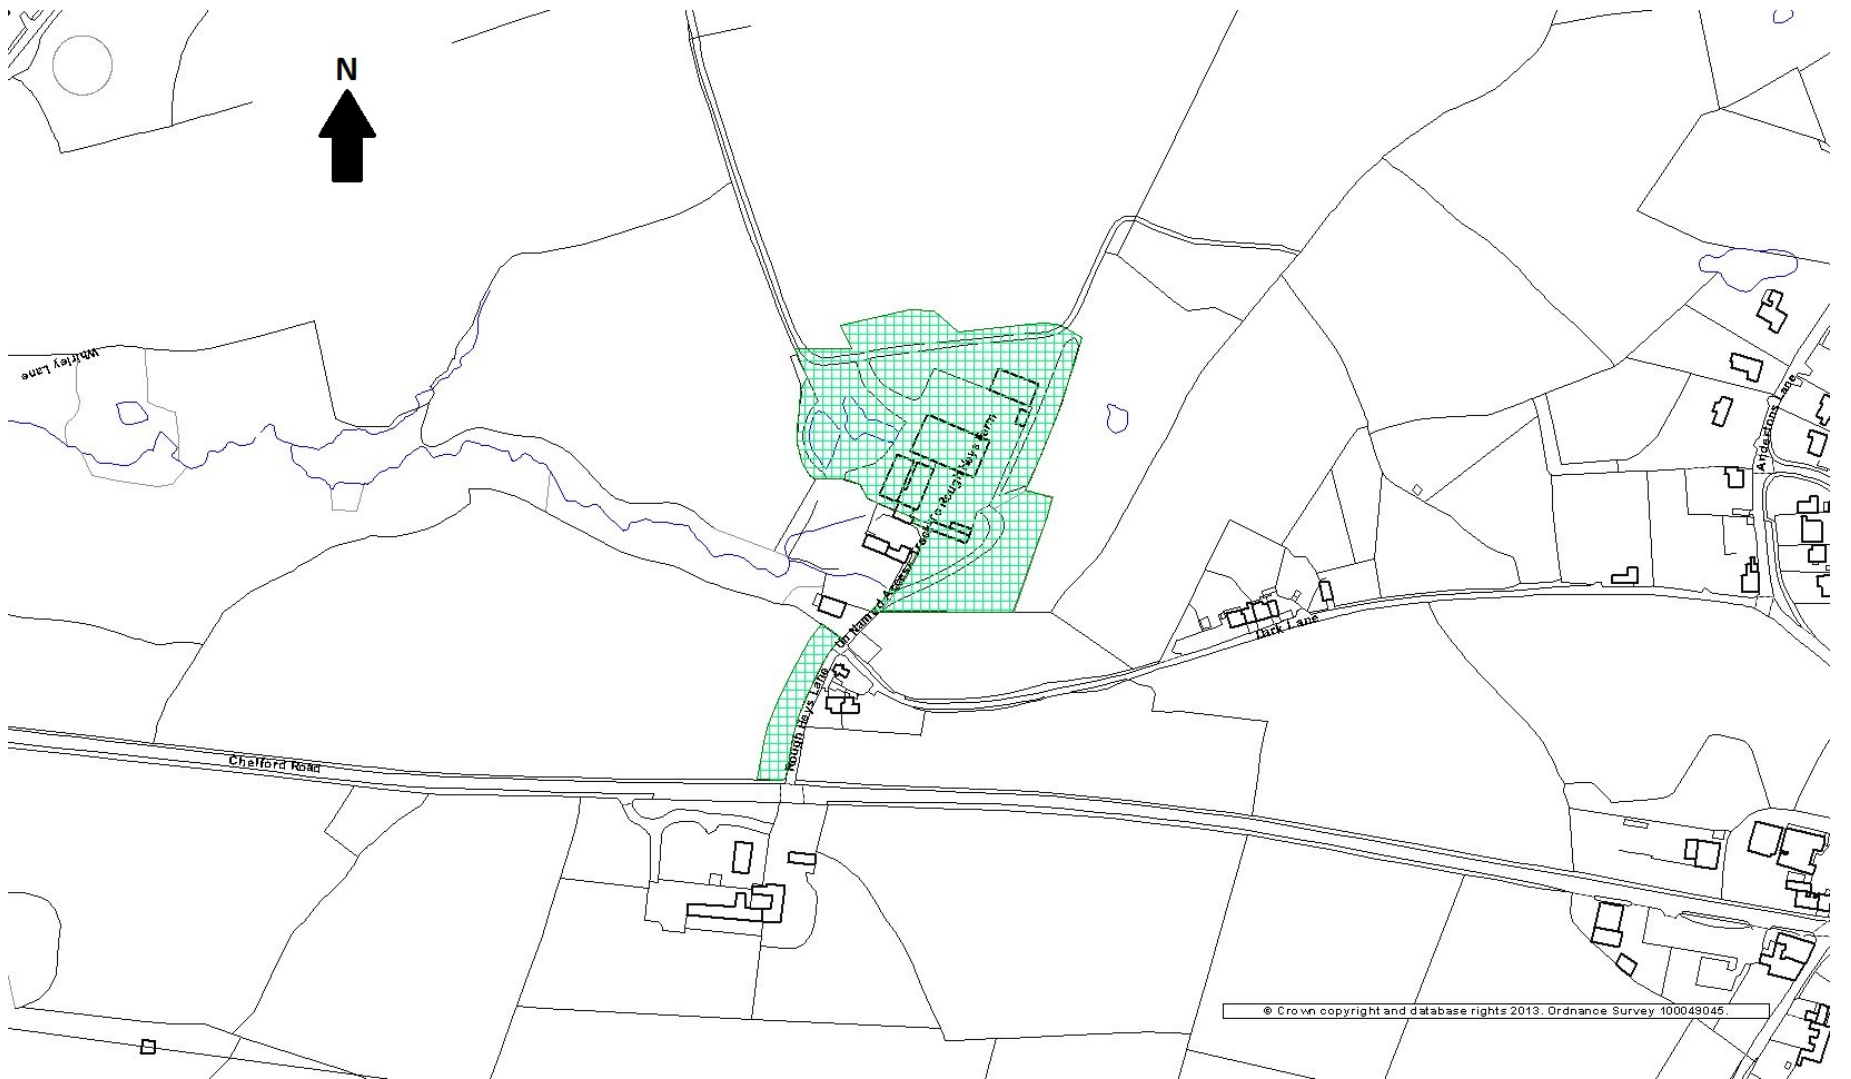 N
Whirley Lane
Andertons Lane
Un Named Access Track To Rough Heys Farm
Dark Lane
Rough Heys Lane
Chelford Road
© Crown copyright and database rights 2013. Ordnance Survey 100049045.